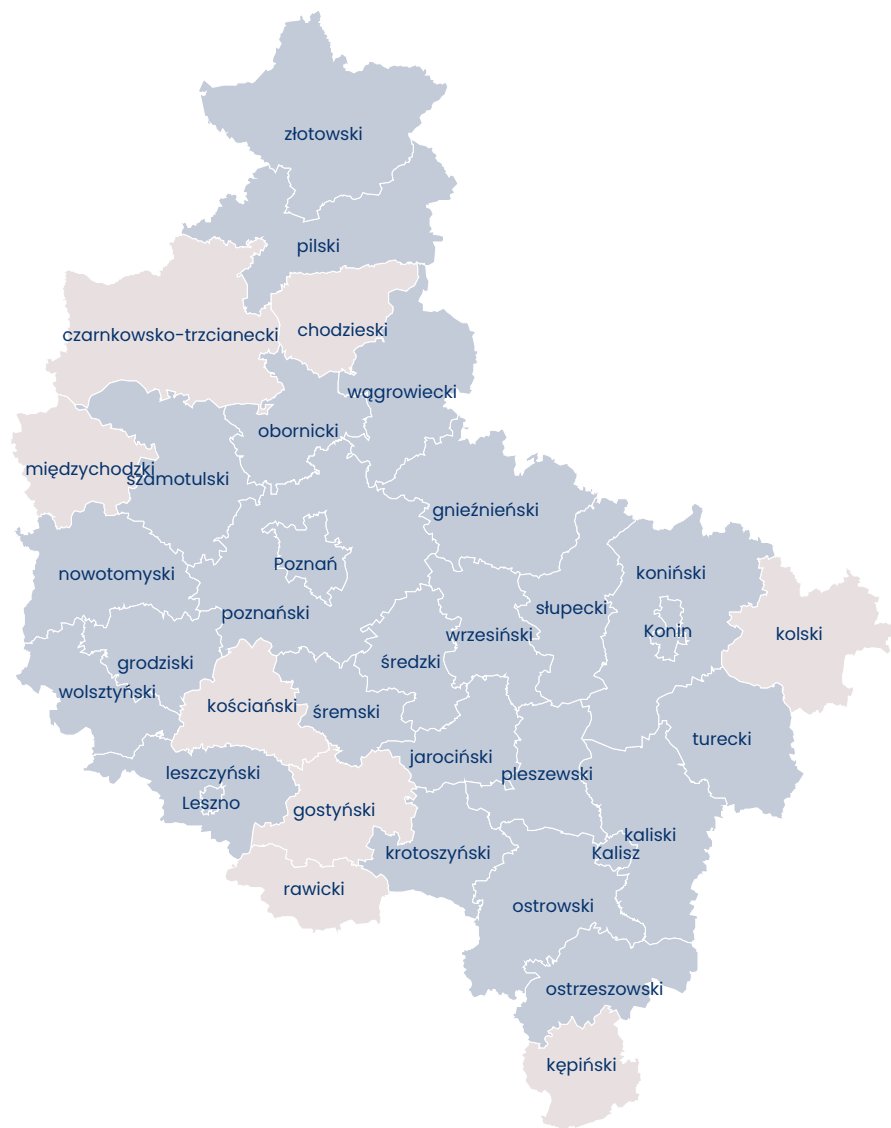 złotowski
pilski
czarnkowsko-trzcianecki
chodzieski
wągrowiecki
obornicki
międzychodzki
szamotulski
gnieźnieński
Poznań
nowotomyski
koniński
poznański
słupecki
wrzesiński
Konin
kolski
grodziski
średzki
wolsztyński
kościański
śremski
turecki
jarociński
leszczyński
pleszewski
Leszno
gostyński
kaliski
krotoszyński
Kalisz
rawicki
ostrowski
ostrzeszowski
kępiński